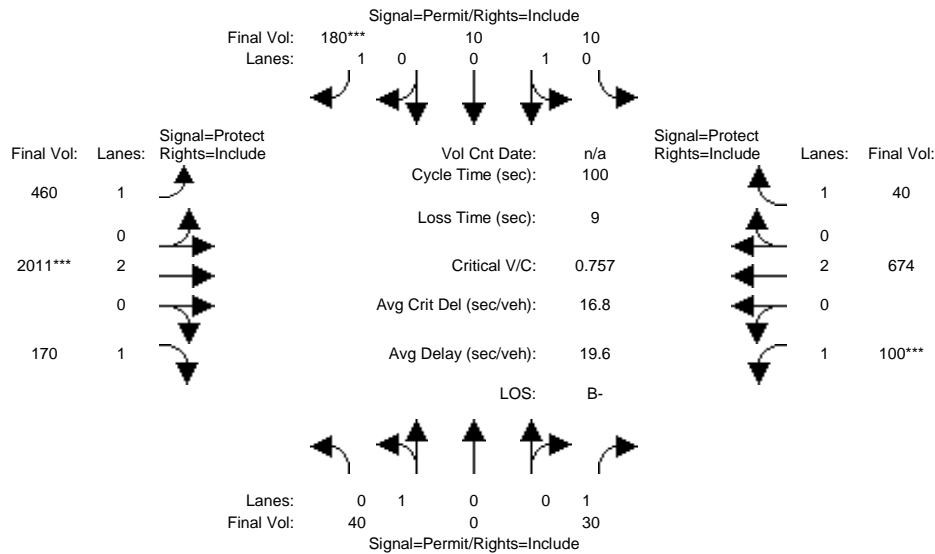 Signal=Permit/Rights=Include
Final Vol: 180*** 10 10
Lanes: 1 0 0 1 0
Signal=Protect Signal=Protect
Final Vol: Lanes: Rights=Include Vol Cnt Date: n/a Rights=Include Lanes: Final Vol:
Cycle Time (sec): 100
460 1 1 40
Loss Time (sec): 9
0 0
2011*** 2 Critical V/C: 0.757 2 674
0 Avg Crit Del (sec/veh): 16.8 0
170 1 Avg Delay (sec/veh): 19.6 1 100***
LOS: B-
Lanes: 0 1 0 0 1
Final Vol: 40 0 30
Signal=Permit/Rights=Include